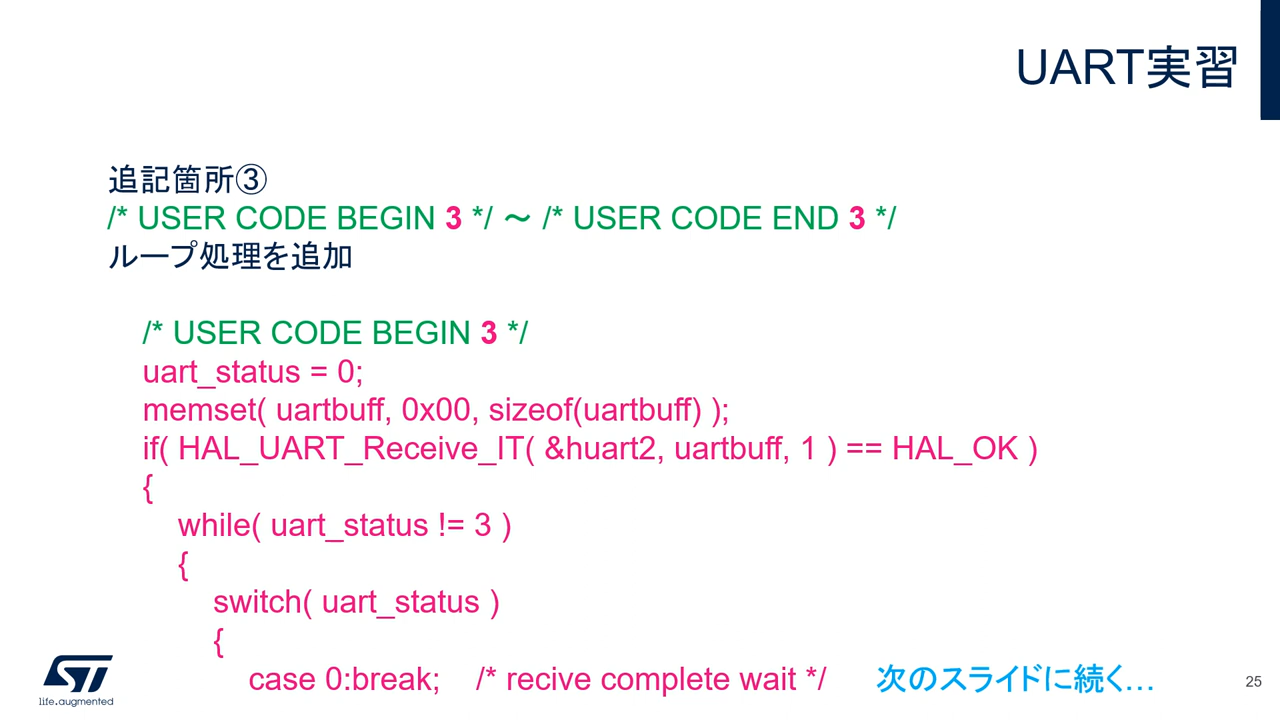 UART実習
追記箇所③
/* USER CODE BEGIN 3 */ ～ /* USER CODE END 3 */
ループ処理を追加
/* USER CODE BEGIN 3 */
uart_status = 0;
memset( uartbuff, 0x00, sizeof(uartbuff) );
if( HAL_UART_Receive_IT( &huart2, uartbuff, 1 ) == HAL_OK )
{
while( uart_status != 3 )
{
switch( uart_status )
{
case 0:break; /* recive complete wait */ 次のスライドに続く…
ST
life.augmented
25